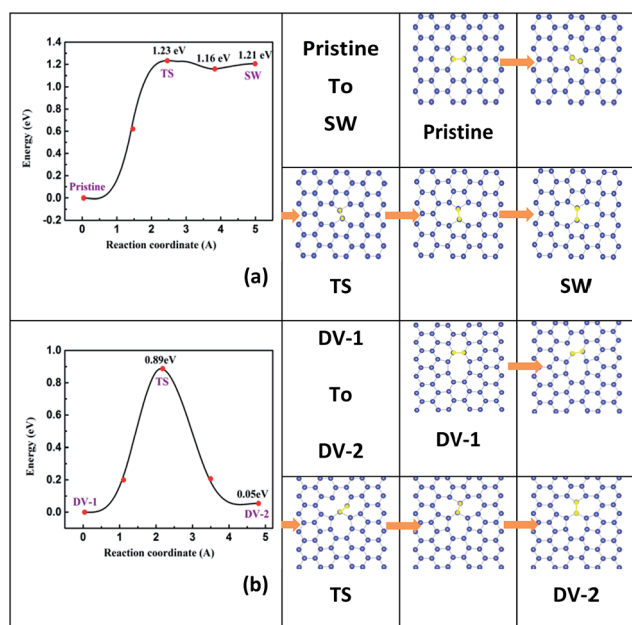 1.4
1.2
1.0
0.8
0.6
0.4
0.2
0.0
-0.2
Energy (eV)
1.23 eV
1.16 eV
1.21 eV
TS
SW
Pristine
0
1
2
3
4
5
Reaction coordinate (A)
(a)
Pristine
To
SW
Pristine
TS
SW
1.0
0.8
0.6
0.4
0.2
0.0
Energy (eV)
0.89eV
TS
DV-1
0.05eV
DV-2
0
1
2
3
4
5
Reaction coordinate (A)
(b)
DV-1
To
DV-2
DV-1
TS
DV-2